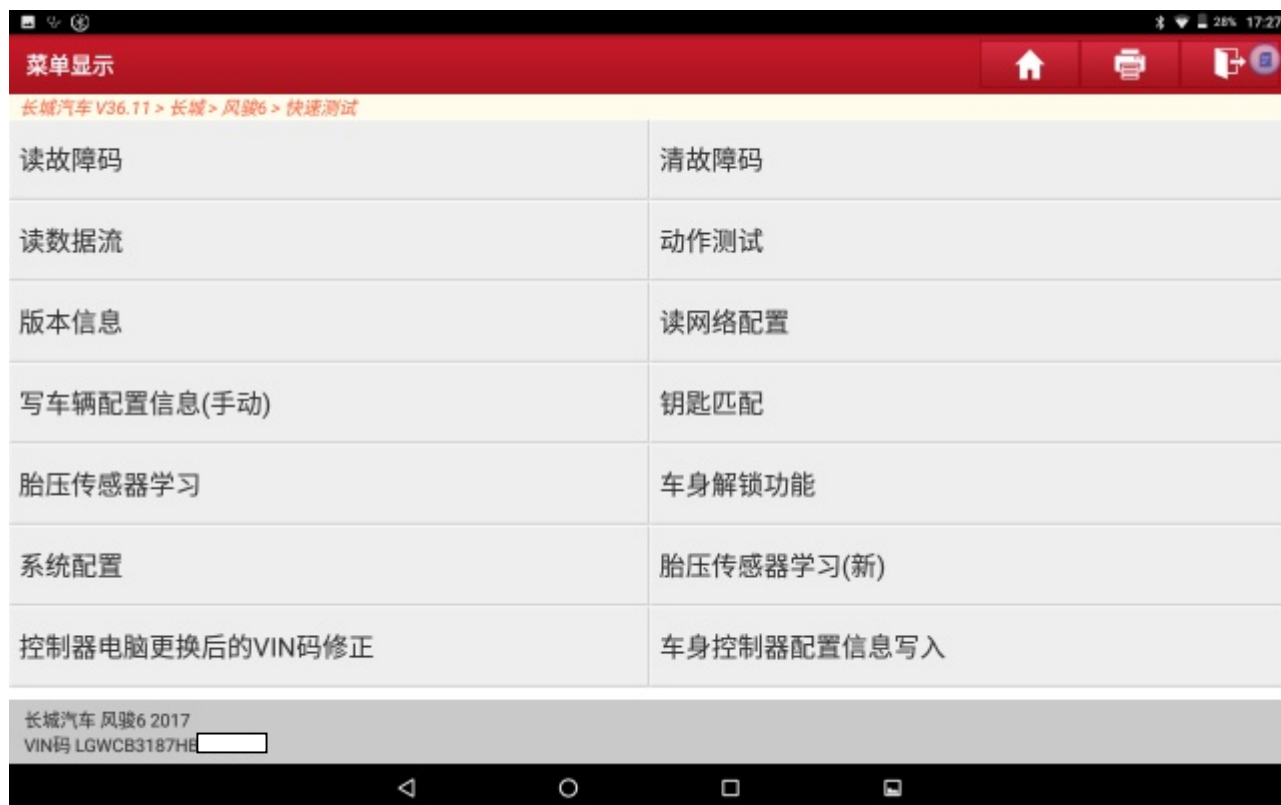 28% 17:27
菜单显示
长城汽车 V36.11 > 长城 > 风骏6 > 快速测试
读故障码
清故障码
读数据流
动作测试
版本信息
读网络配置
写车辆配置信息(手动)
钥匙匹配
胎压传感器学习
车身解锁功能
系统配置
胎压传感器学习(新)
控制器电脑更换后的VIN码修正
车身控制器配置信息写入
长城汽车 风骏6 2017
VIN码 LGWCB3187HE